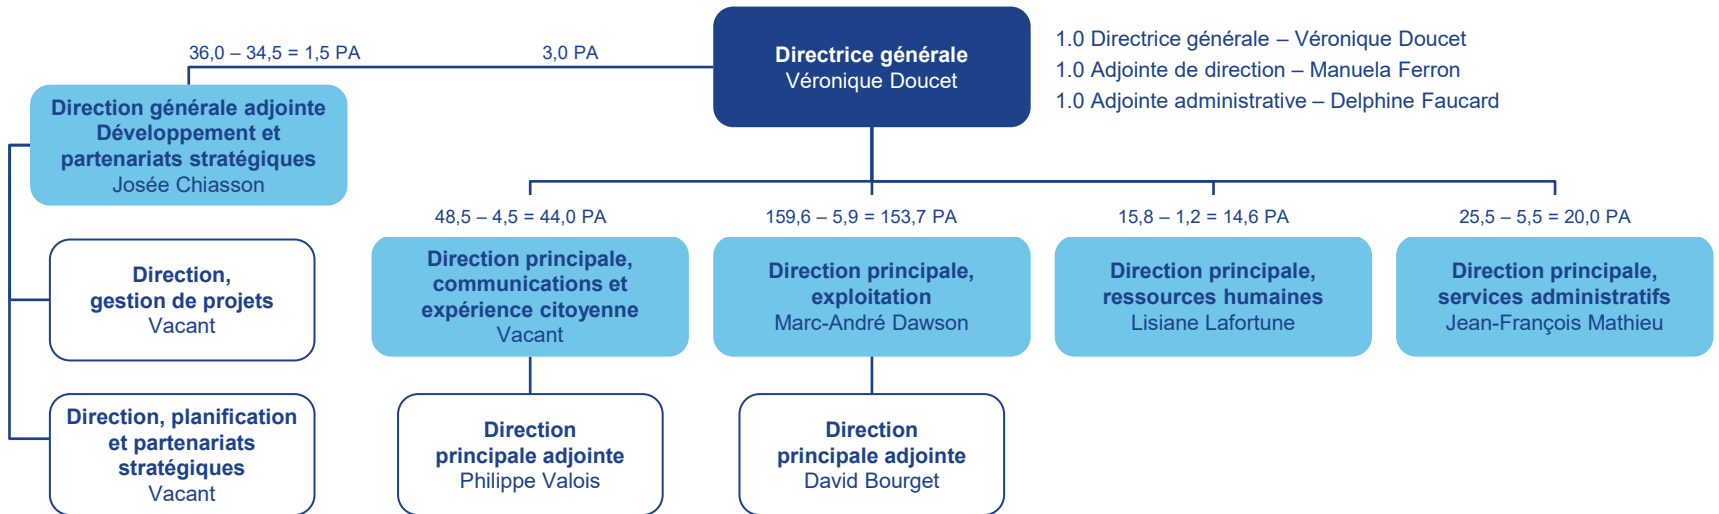 36,0 – 34,5 = 1,5 PA
3,0 PA
Directrice générale
Véronique Doucet
1.0 Directrice générale – Véronique Doucet
1.0 Adjointe de direction – Manuela Ferron
1.0 Adjointe administrative – Delphine Faucard
Direction générale adjointe
Développement et
partenariats stratégiques
Josée Chiasson
Direction,
gestion de projets
Vacant
Direction, planification
et partenariats
stratégiques
Vacant
48,5 – 4,5 = 44,0 PA
Direction principale,
communications et
expérience citoyenne
Vacant
Direction
principale adjointe
Philippe Valois
159,6 – 5,9 = 153,7 PA
Direction principale,
exploitation
Marc-André Dawson
Direction
principale adjointe
David Bourget
15,8 – 1,2 = 14,6 PA
Direction principale,
ressources humaines
Lisiane Lafortune
25,5 – 5,5 = 20,0 PA
Direction principale,
services administratifs
Jean-François Mathieu